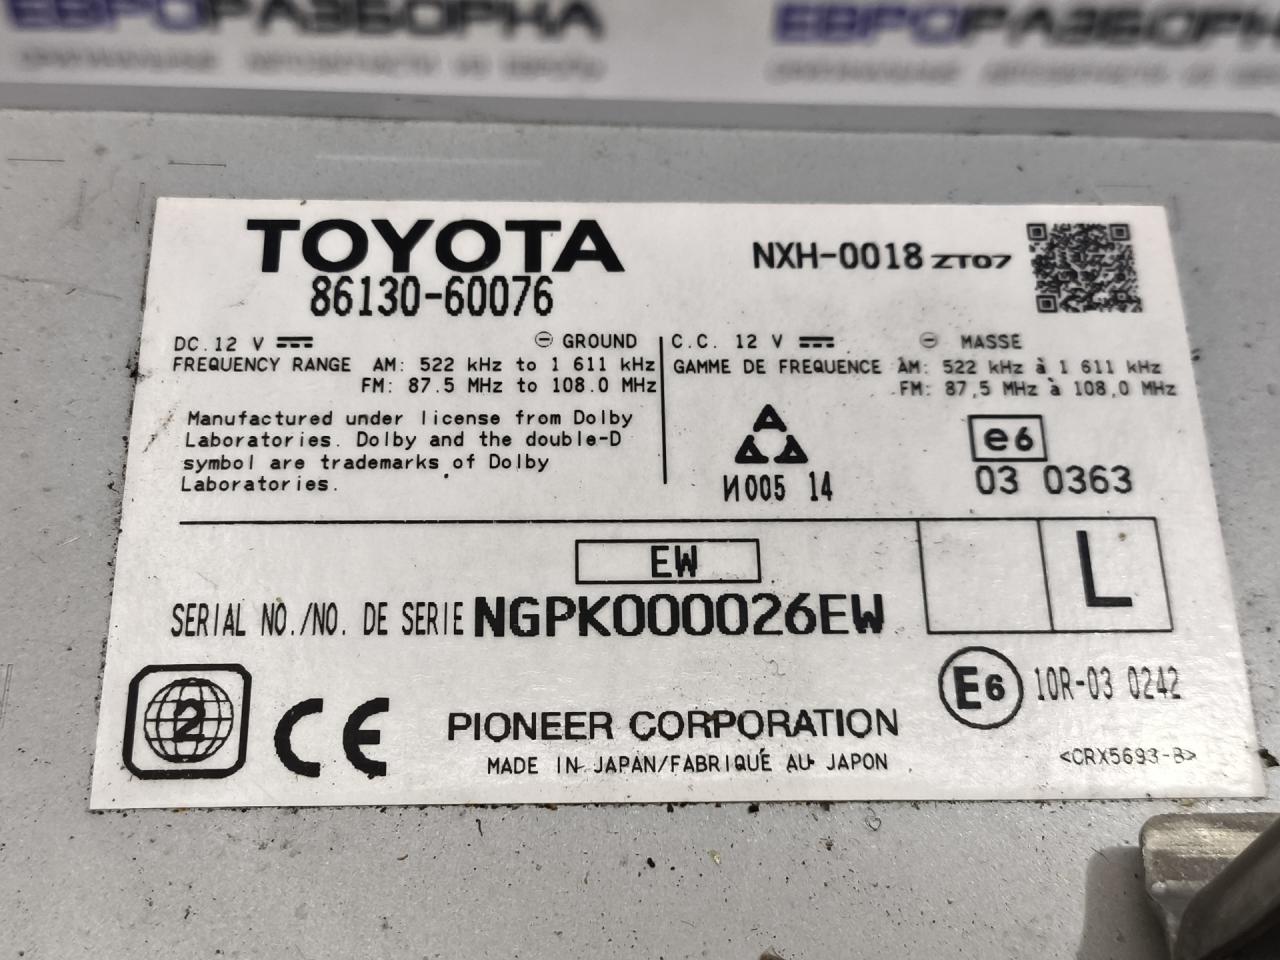 ЕВРОРАЗБОРКА ЕВРОРАЗБОРКА
ОРИГИНАЛЬНЫЕ АВТОЗАПЧАСТИ ИЗ ЕВРОПЫ
TOYOTA
86130-60076
NXH-0018 ZT07
DC.12 V
⊖ GROUND
FREQUENCY RANGE AM: 522 kHz to 1 611 kHz
FM: 87.5 MHz to 108.0 MHz
Manufactured under license from Dolby
Laboratories. Dolby and the double-D
symbol are trademarks of Dolby
Laboratories.
C.C. 12 V
⊖ MASSE
GAMME DE FREQUENCE AM: 522 kHz à 1 611 kHz
FM: 87,5 MHz à 108,0 MHz
И005 14
e6
03 0363
EW
L
SERIAL NO./NO. DE SERIE NGPK000026EW
2
CE
PIONEER CORPORATION
MADE IN JAPAN/FABRIQUÉ AU JAPON
E6 10R-03 0242
<CRX5693-B>